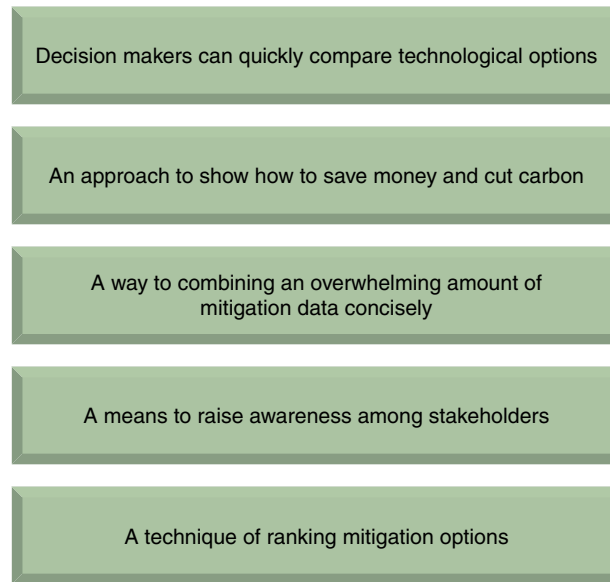 Decision makers can quickly compare technological options
An approach to show how to save money and cut carbon
A way to combining an overwhelming amount of
mitigation data concisely
A means to raise awareness among stakeholders
A technique of ranking mitigation options